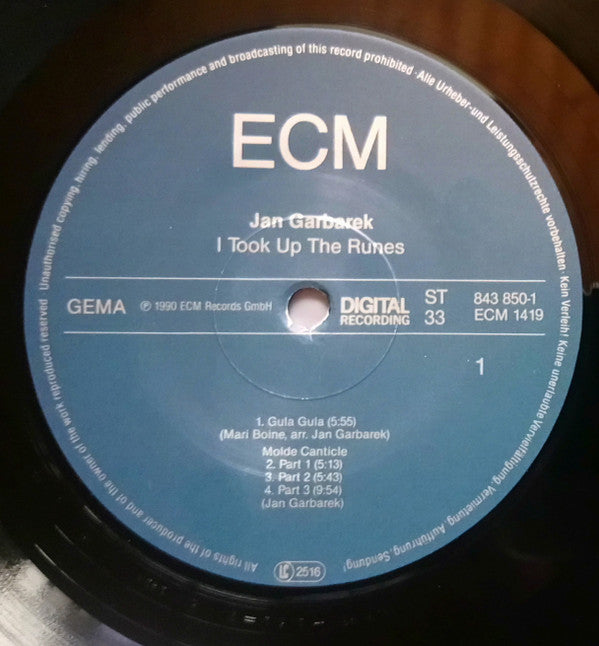 Unauthorised copying, hiring, lending, public performance and broadcasting of this record prohibited · Alle Urheber- und Leistungsschutzrechte vorbehalten · Kein Verleih! Keine unerlaubte Vervielfältigung, Vermietung, Aufführung, Sendung!
All rights of the producer and of the owner of the work reproduced reserved
ECM
Jan Garbarek
I Took Up The Runes
GEMA
℗ 1990 ECM Records GmbH
DIGITAL
RECORDING
ST
33
843 850-1
ECM 1419
1
1. Gula Gula (5:55)
(Mari Boine, arr. Jan Garbarek)
Molde Canticle
2. Part 1 (5:13)
3. Part 2 (5:43)
4. Part 3 (9:54)
(Jan Garbarek)
LC 2516